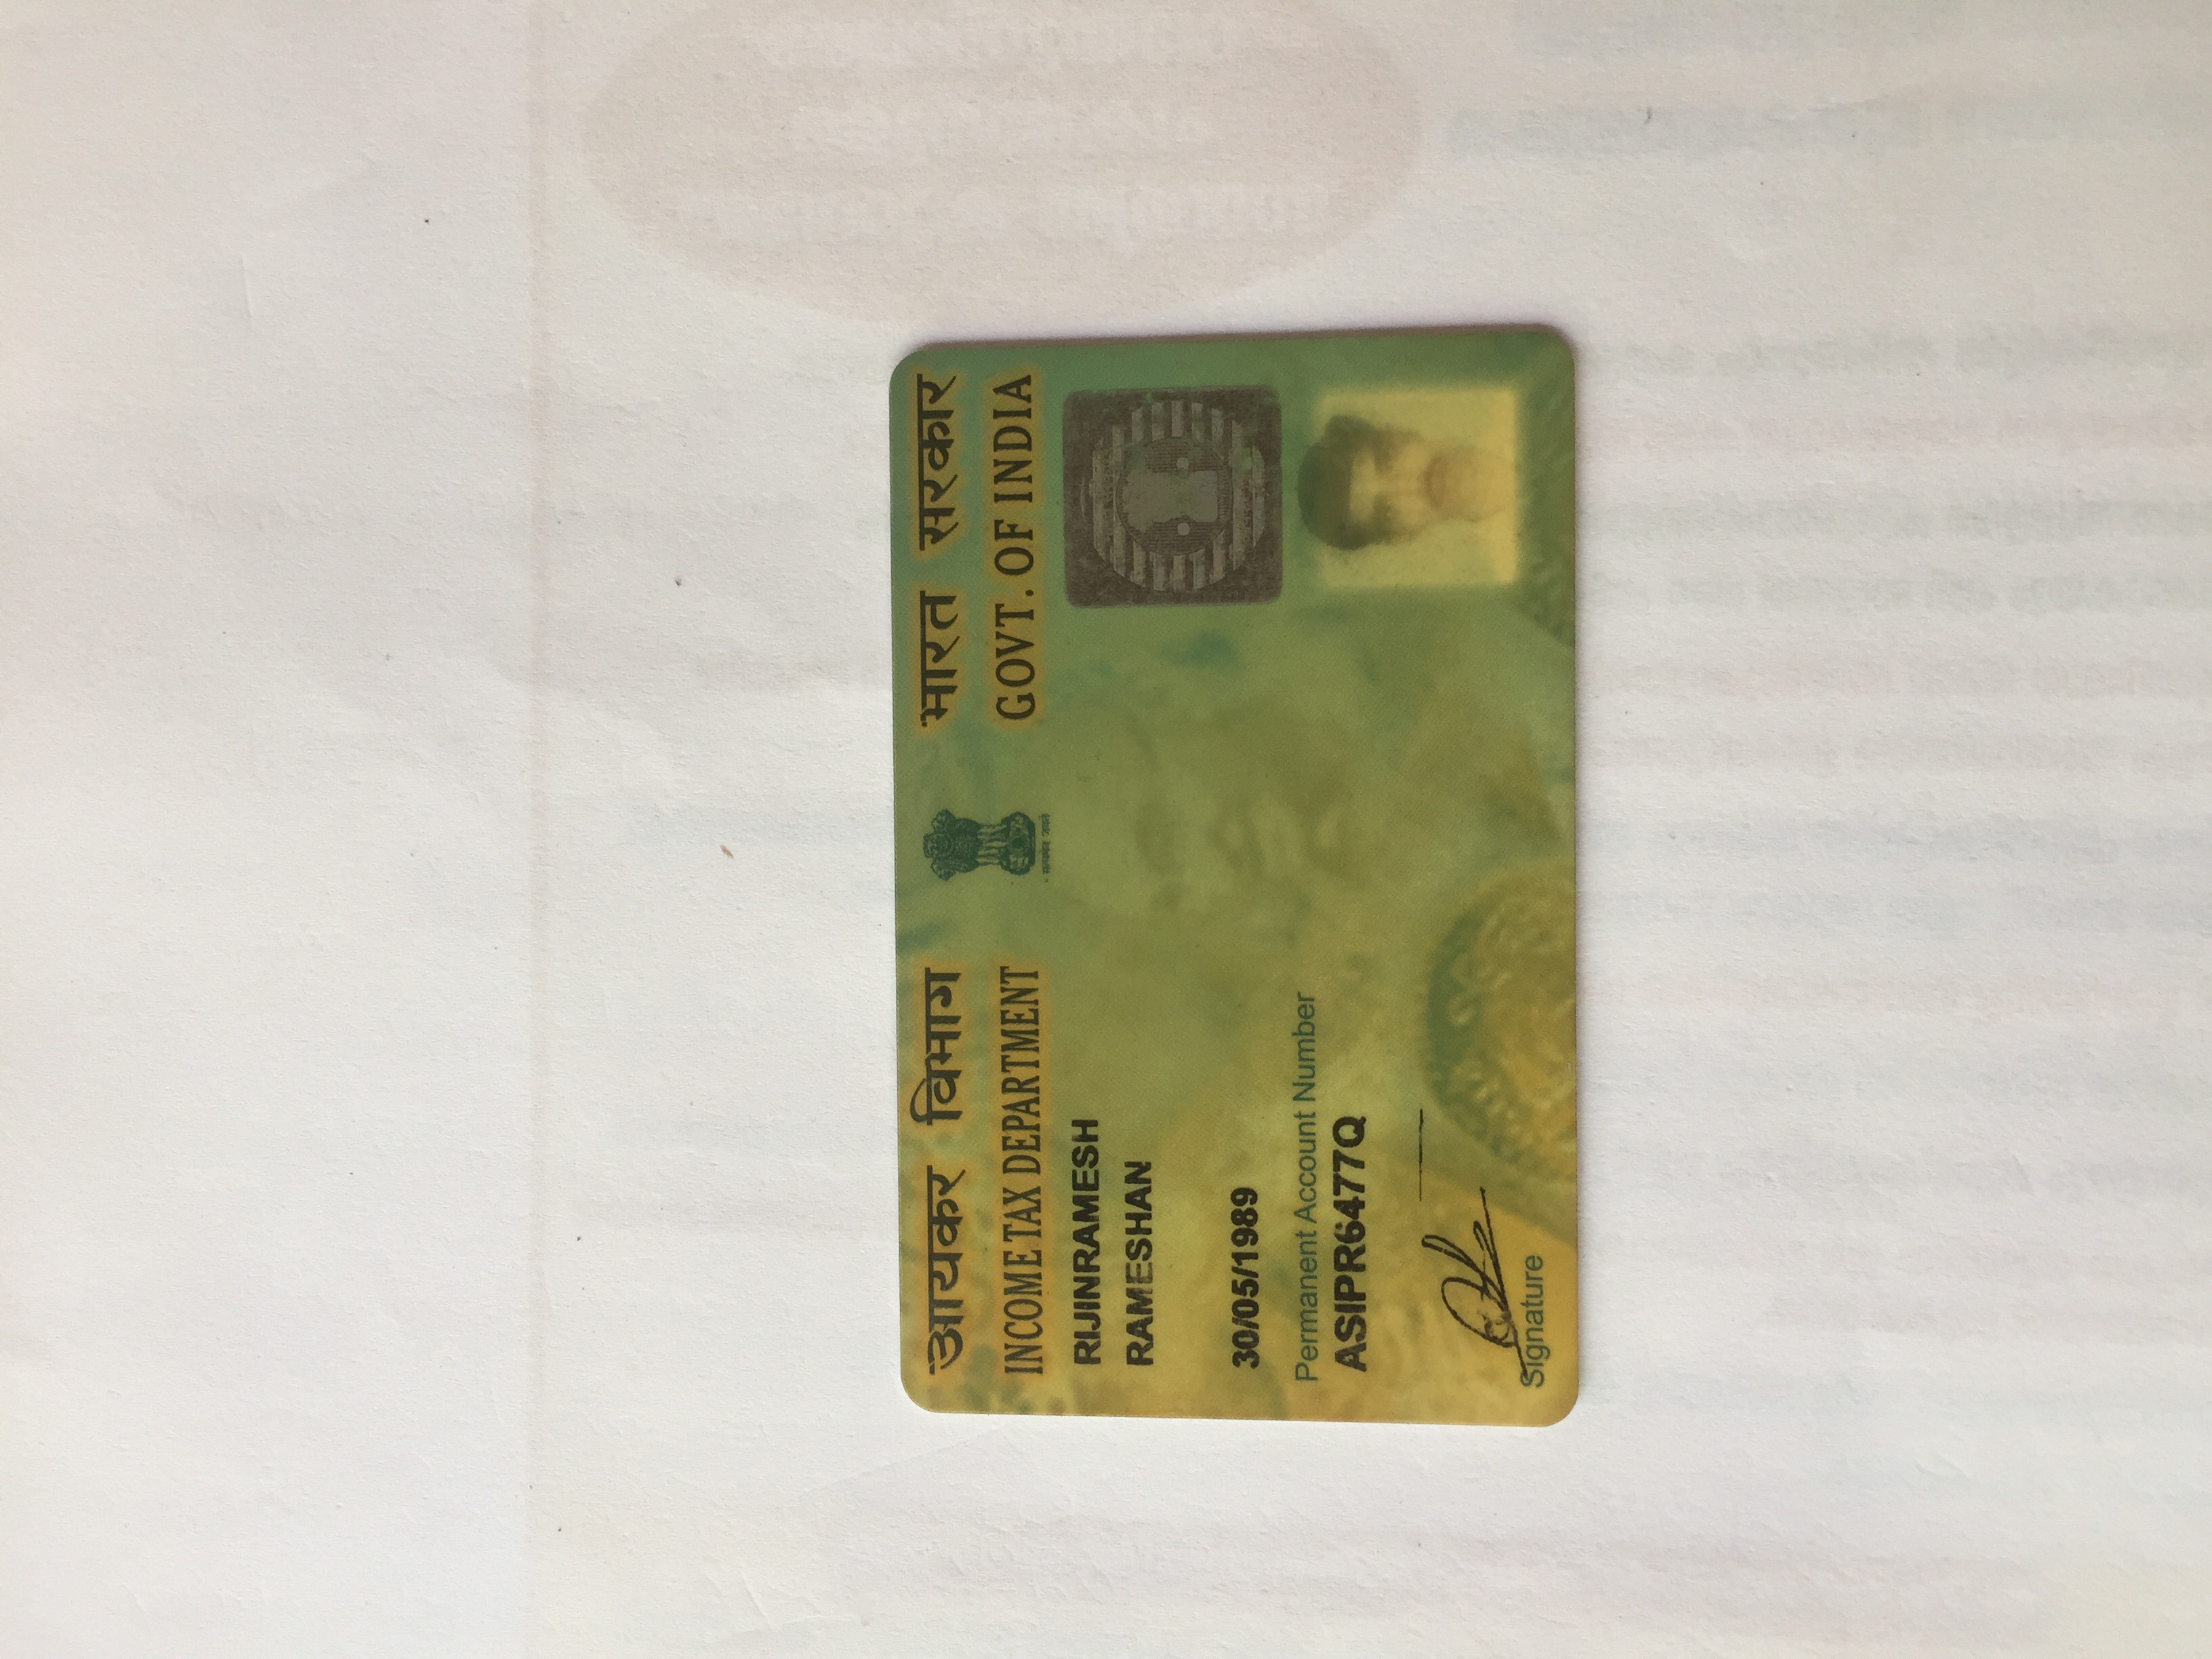 आयकर विभाग
INCOME TAX DEPARTMENT
भारत सरकार
GOVT. OF INDIA
सत्यमेव जयते
RIJINRAMESH
RAMESHAN
30/05/1989
Permanent Account Number
ASIPR6477Q
Signature